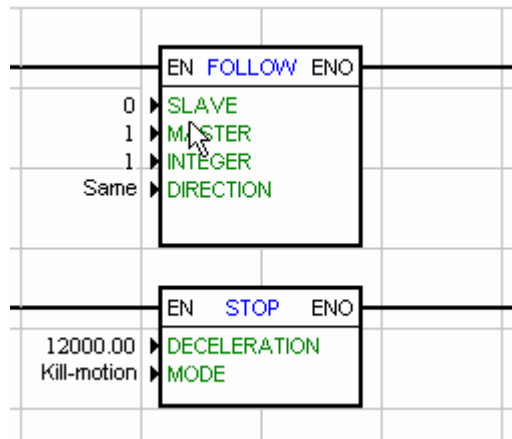 EN FOLLOW ENO
0 SLAVE
1 MASTER
1 INTEGER
Same DIRECTION
EN STOP ENO
12000.00 DECELERATION
Kill-motion MODE